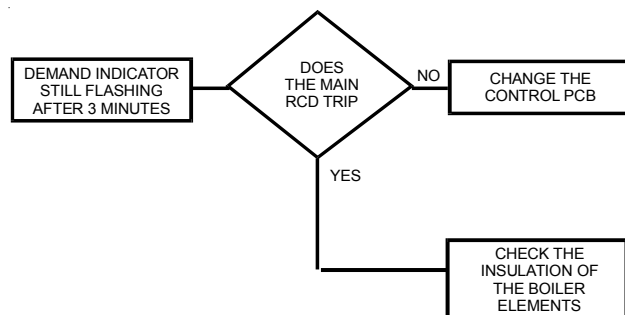 DEMAND INDICATOR
STILL FLASHING
AFTER 3 MINUTES
DOES
THE MAIN
RCD TRIP
NO
CHANGE THE
CONTROL PCB
YES
CHECK THE
INSULATION OF
THE BOILER
ELEMENTS